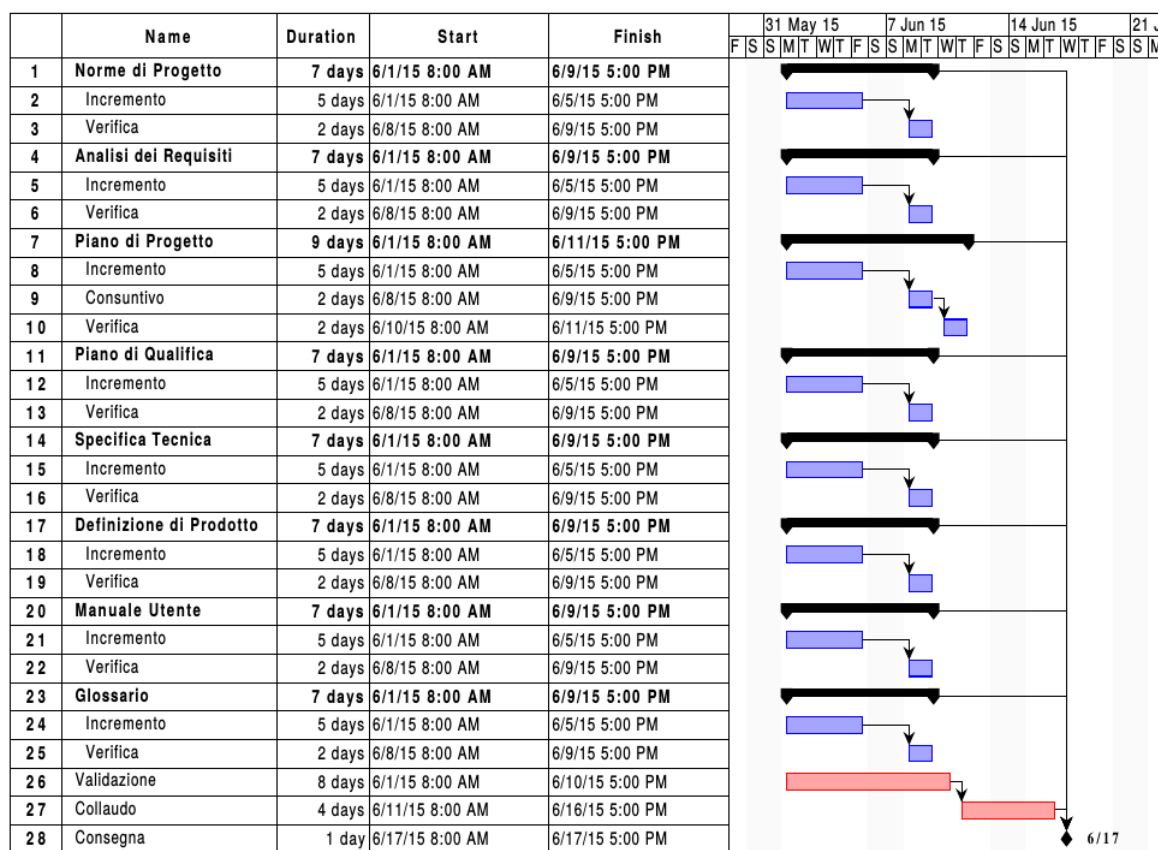 31 May 15 7 Jun 15 14 Jun 15 21 J
Name Duration Start Finish F S S M T W T F S S M T W T F S S M T W T F S S M
1 Norme di Progetto 7 days 6/1/15 8:00 AM 6/9/15 5:00 PM
2 Incremento 5 days 6/1/15 8:00 AM 6/5/15 5:00 PM
3 Verifica 2 days 6/8/15 8:00 AM 6/9/15 5:00 PM
4 Analisi dei Requisiti 7 days 6/1/15 8:00 AM 6/9/15 5:00 PM
5 Incremento 5 days 6/1/15 8:00 AM 6/5/15 5:00 PM
6 Verifica 2 days 6/8/15 8:00 AM 6/9/15 5:00 PM
7 Piano di Progetto 9 days 6/1/15 8:00 AM 6/11/15 5:00 PM
8 Incremento 5 days 6/1/15 8:00 AM 6/5/15 5:00 PM
9 Consuntivo 2 days 6/8/15 8:00 AM 6/9/15 5:00 PM
10 Verifica 2 days 6/10/15 8:00 AM 6/11/15 5:00 PM
11 Piano di Qualifica 7 days 6/1/15 8:00 AM 6/9/15 5:00 PM
12 Incremento 5 days 6/1/15 8:00 AM 6/5/15 5:00 PM
13 Verifica 2 days 6/8/15 8:00 AM 6/9/15 5:00 PM
14 Specifica Tecnica 7 days 6/1/15 8:00 AM 6/9/15 5:00 PM
15 Incremento 5 days 6/1/15 8:00 AM 6/5/15 5:00 PM
16 Verifica 2 days 6/8/15 8:00 AM 6/9/15 5:00 PM
17 Definizione di Prodotto 7 days 6/1/15 8:00 AM 6/9/15 5:00 PM
18 Incremento 5 days 6/1/15 8:00 AM 6/5/15 5:00 PM
19 Verifica 2 days 6/8/15 8:00 AM 6/9/15 5:00 PM
20 Manuale Utente 7 days 6/1/15 8:00 AM 6/9/15 5:00 PM
21 Incremento 5 days 6/1/15 8:00 AM 6/5/15 5:00 PM
22 Verifica 2 days 6/8/15 8:00 AM 6/9/15 5:00 PM
23 Glossario 7 days 6/1/15 8:00 AM 6/9/15 5:00 PM
24 Incremento 5 days 6/1/15 8:00 AM 6/5/15 5:00 PM
25 Verifica 2 days 6/8/15 8:00 AM 6/9/15 5:00 PM
26 Validazione 8 days 6/1/15 8:00 AM 6/10/15 5:00 PM
27 Collaudo 4 days 6/11/15 8:00 AM 6/16/15 5:00 PM
28 Consegna 1 day 6/17/15 8:00 AM 6/17/15 5:00 PM 6/17